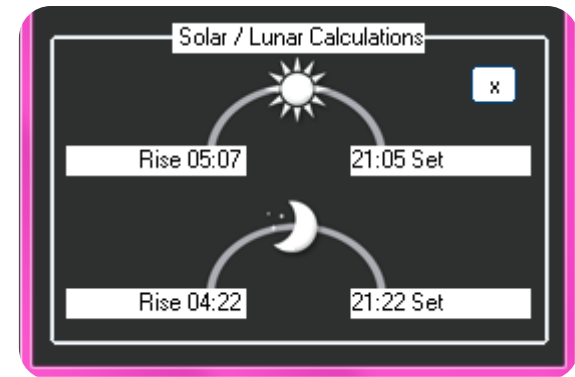 Solar / Lunar Calculations
x
Rise 05:07 21:05 Set
Rise 04:22 21:22 Set